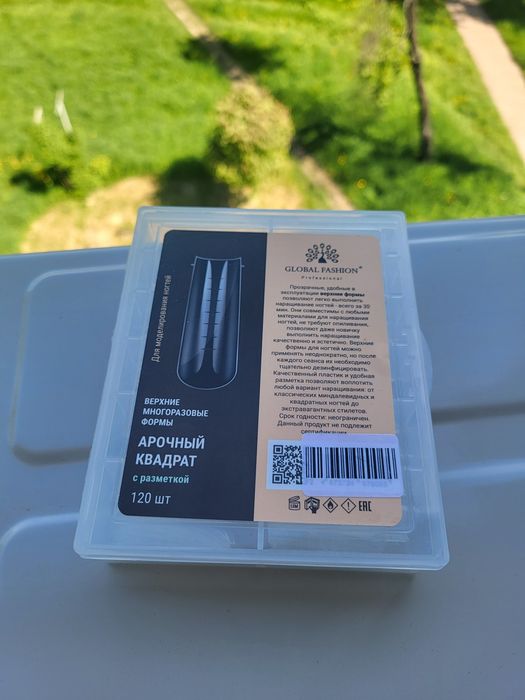 Для моделирования ногтей
ВЕРХНИЕ
МНОГОРАЗОВЫЕ
ФОРМЫ
АРОЧНЫЙ
КВАДРАТ
с разметкой
120 шт
GLOBAL FASHION®
Professional
Прозрачные, удобные в
эксплуатации верхние формы
позволяют легко выполнить
наращивание ногтей - всего за 30
мин. Они совместимы с любыми
материалами для наращивания
ногтей, не требуют опиливания,
позволяют даже новичку
выполнить наращивание
качественно и эстетично. Верхние
формы для ногтей можно
применять неоднократно, но после
каждого сеанса их необходимо
тщательно дезинфицировать.
Качественный пластик и удобная
разметка позволяют воплотить
любой вариант наращивания: от
классических миндалевидных и
квадратных ногтей до
экстравагантных стилетов.
Срок годности: неограничен.
Данный продукт не подлежит
сертификации.
EAC